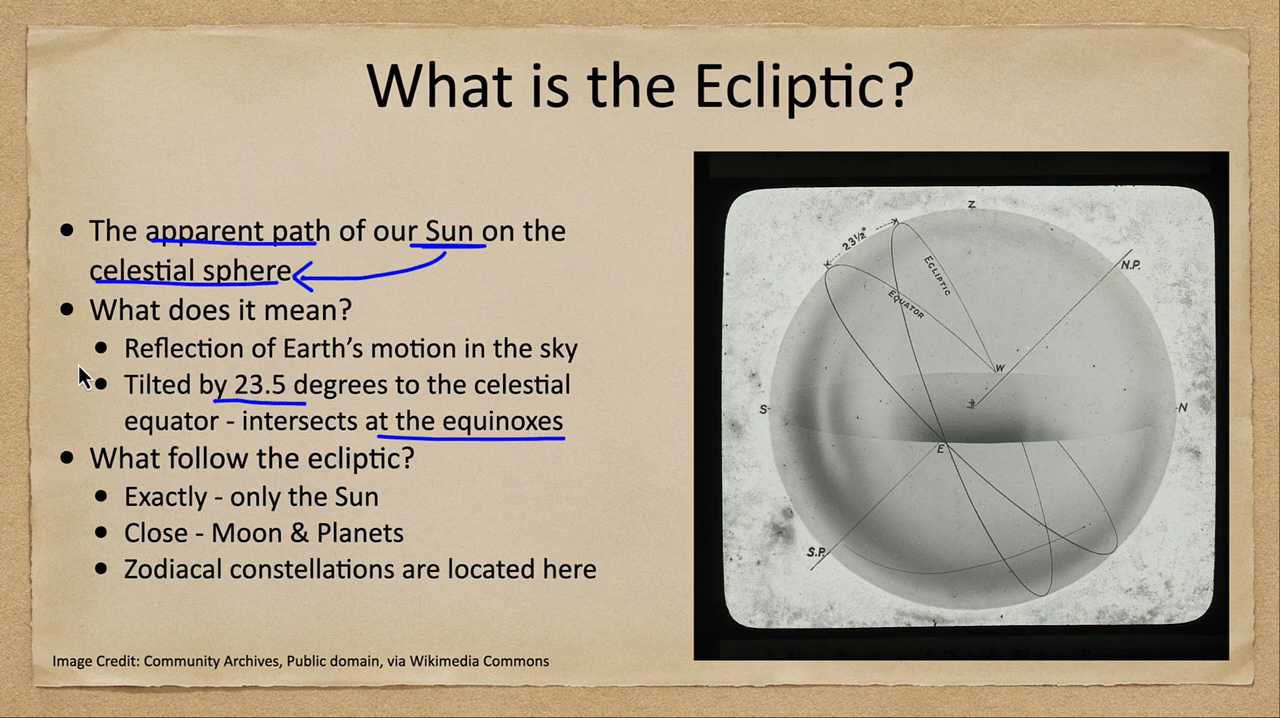 What is the Ecliptic?
• The apparent path of our Sun on the
celestial sphere
• What does it mean?
• Reflection of Earth's motion in the sky
• Tilted by 23.5 degrees to the celestial
equator - intersects at the equinoxes
• What follow the ecliptic?
• Exactly - only the Sun
• Close - Moon & Planets
• Zodiacal constellations are located here
Image Credit: Community Archives, Public domain, via Wikimedia Commons
Z
23½°
ECLIPTIC
N.P.
EQUATOR
W
S
N
E
S.P.